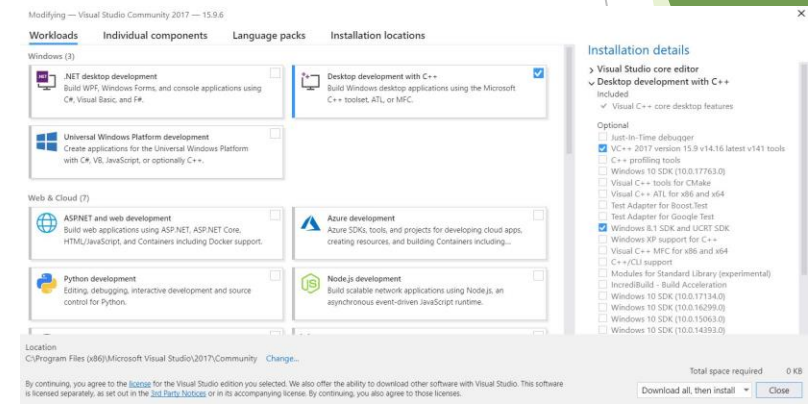 Modifying — Visual Studio Community 2017 — 15.9.6
Workloads Individual components Language packs Installation locations
Windows (3)
.NET desktop development
Build WPF, Windows Forms, and console applications using
C#, Visual Basic, and F#.
Desktop development with C++
Build Windows desktop applications using the Microsoft
C++ toolset, ATL, or MFC.
Universal Windows Platform development
Create applications for the Universal Windows Platform
with C#, VB, JavaScript, or optionally C++.
Web & Cloud (7)
ASP.NET and web development
Build web applications using ASP.NET, ASP.NET Core,
HTML/JavaScript, and Containers including Docker support.
Azure development
Azure SDKs, tools, and projects for developing cloud apps,
creating resources, and building Containers including...
Python development
Editing, debugging, interactive development and source
control for Python.
Node.js development
Build scalable network applications using Node.js, an
asynchronous event-driven JavaScript runtime.
Installation details
Visual Studio core editor
Desktop development with C++
Included
Visual C++ core desktop features
Optional
Just-In-Time debugger
VC++ 2017 version 15.9 v14.16 latest v141 tools
C++ profiling tools
Windows 10 SDK (10.0.17763.0)
Visual C++ tools for CMake
Visual C++ ATL for x86 and x64
Test Adapter for Boost.Test
Test Adapter for Google Test
Windows 8.1 SDK and UCRT SDK
Windows XP support for C++
Visual C++ MFC for x86 and x64
C++/CLI support
Modules for Standard Library (experimental)
IncrediBuild - Build Acceleration
Windows 10 SDK (10.0.17134.0)
Windows 10 SDK (10.0.16299.0)
Windows 10 SDK (10.0.15063.0)
Windows 10 SDK (10.0.14393.0)
Location
C:\Program Files (x86)\Microsoft Visual Studio\2017\Community Change...
By continuing, you agree to the license for the Visual Studio edition you selected. We also offer the ability to download other software with Visual Studio. This software
is licensed separately, as set out in the 3rd Party Notices or in its accompanying license. By continuing, you also agree to those licenses.
Total space required 0 KB
Download all, then install Close